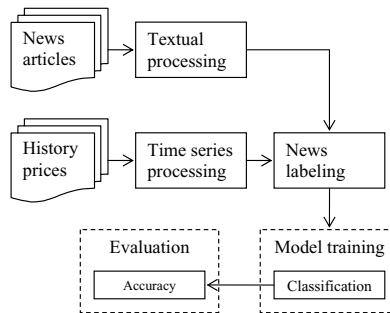 News
articles
Textual
processing
History
prices
Time series
processing
News
labeling
Evaluation
Accuracy
Model training
Classification